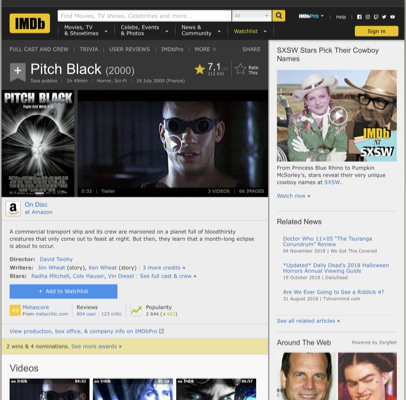 IMDb
Find Movies, TV shows, Celebrities and more...
All
IMDbPro
Help
Movies, TV & Showtimes
Celebs, Events & Photos
News & Community
Watchlist
Sign in
FULL CAST AND CREW | TRIVIA | USER REVIEWS | IMDbPro | MORE
SHARE
Pitch Black (2000)
7,1
Rate This
Tous publics | 1h 49min | Horror, Sci-Fi | 19 July 2000 (France)
PITCH BLACK
0:32 | Trailer
3 VIDEOS | 66 IMAGES
On Disc
at Amazon
A commercial transport ship and its crew are marooned on a planet full of bloodthirsty
creatures that only come out to feast at night. But then, they learn that a month-long eclipse
is about to occur.
Director: David Twohy
Writers: Jim Wheat (story), Ken Wheat (story) | 3 more credits »
Stars: Radha Mitchell, Cole Hauser, Vin Diesel | See full cast & crew »
+ Add to Watchlist
Metascore
From metacritic.com
Reviews
904 user | 123 critic
Popularity
2 644
View production, box office, & company info on IMDbPro
2 wins & 4 nominations. See more awards »
Videos
SXSW Stars Pick Their Cowboy
Names
IMDb
AT
SXSW
From Princess Blue Rhino to Pumpkin
McSorley's, stars reveal their very
unique cowboy names at SXSW.
Watch now »
Related News
Doctor Who 11×05 "The Tsuranga
Conundrum" Review
04 November 2018 | We Got This Covered
*Updated* Daily Dead's 2018 Halloween
Horrors Annual Viewing Guide
19 October 2018 | DailyDead
Are We Ever Going to See a Riddick 4?
31 August 2018 | TVovermind.com
See all related articles »
Around The Web
Powered by ZergNet